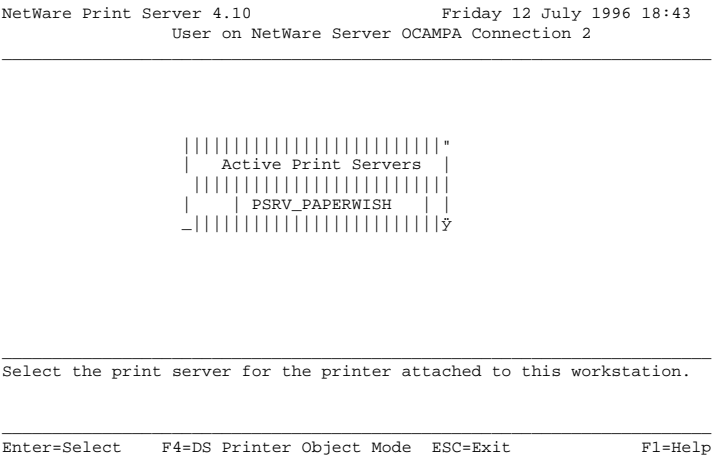 NetWare Print Server 4.10 Friday 12 July 1996 18:43
User on NetWare Server OCAMPA Connection 2
||||||||||||||||||||||||||"
| Active Print Servers |
||||||||||||||||||||||||||
| | PSRV_PAPERWISH | |
_|||||||||||||||||||||||||ÿ
Select the print server for the printer attached to this workstation.
Enter=Select F4=DS Printer Object Mode ESC=Exit F1=Help